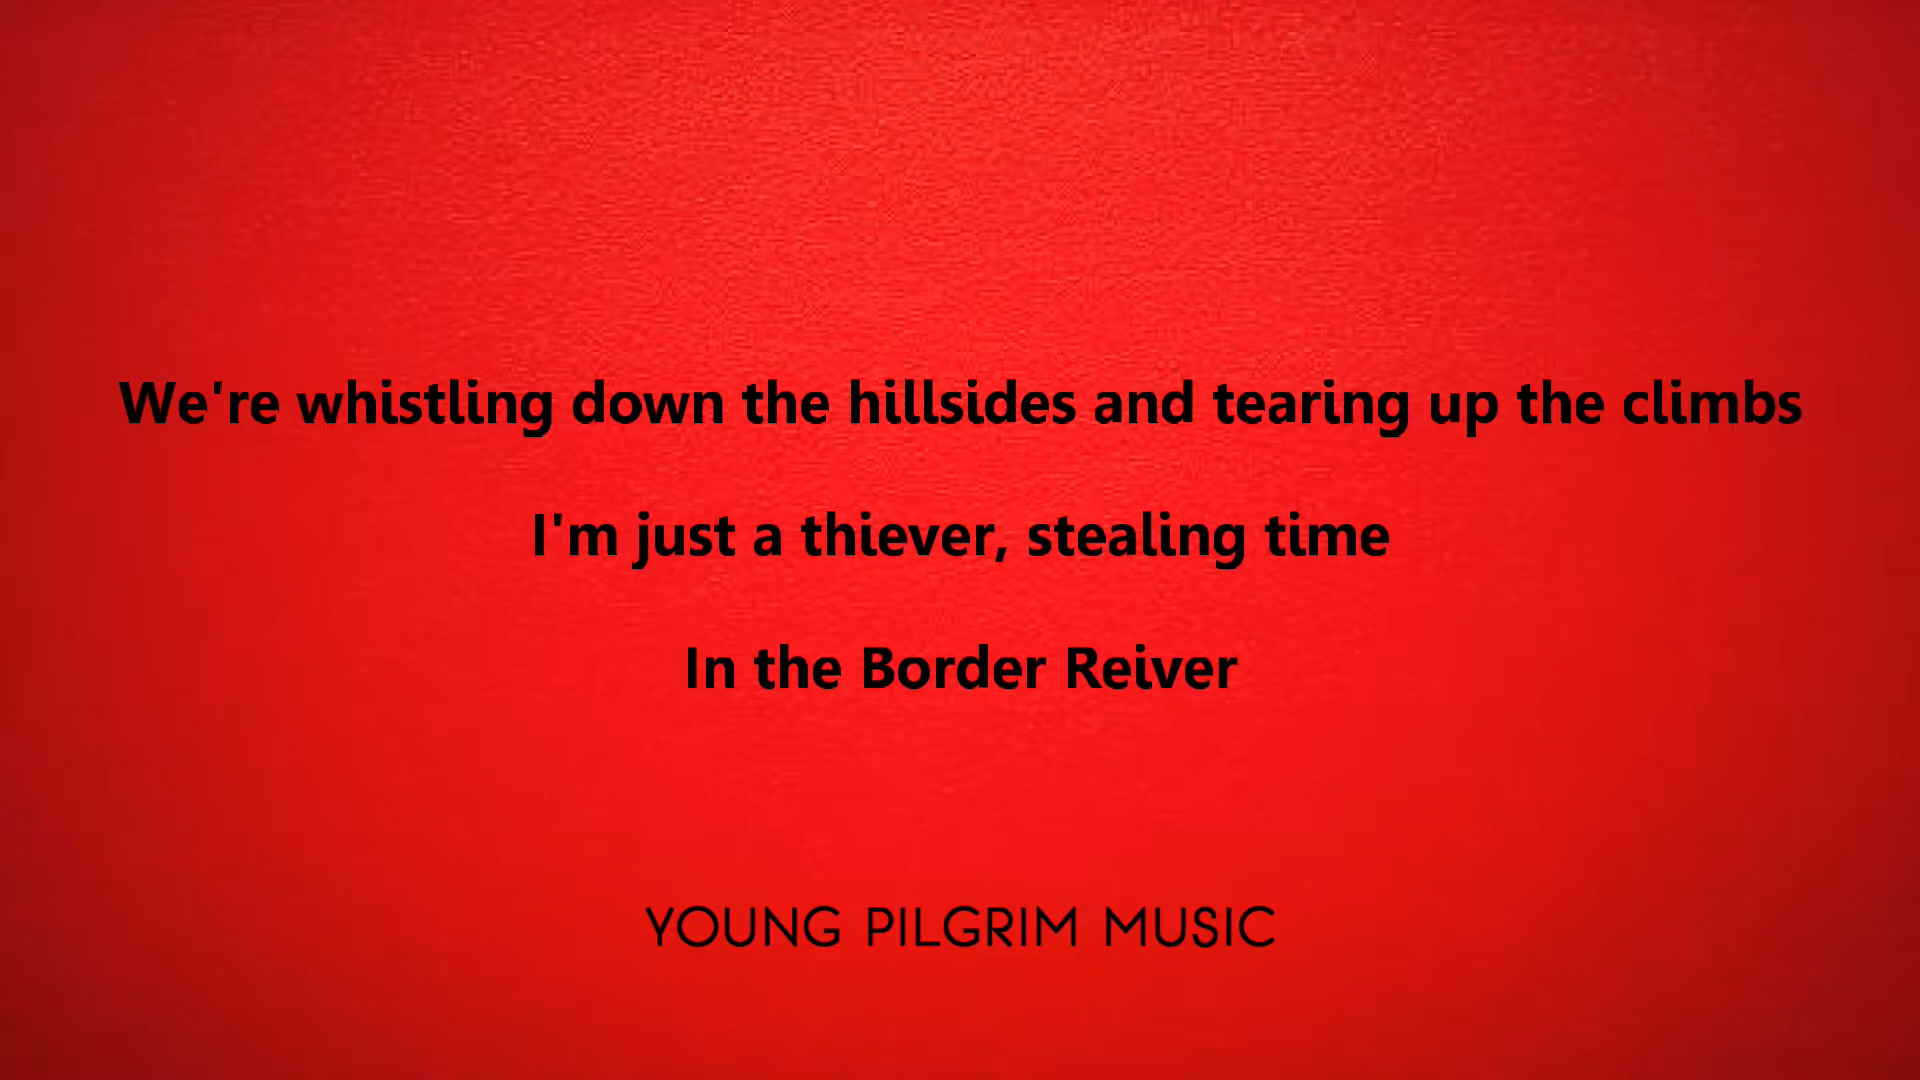 We're whistling down the hillsides and tearing up the climbs
I'm just a thiever, stealing time
In the Border Reiver
YOUNG PILGRIM MUSIC